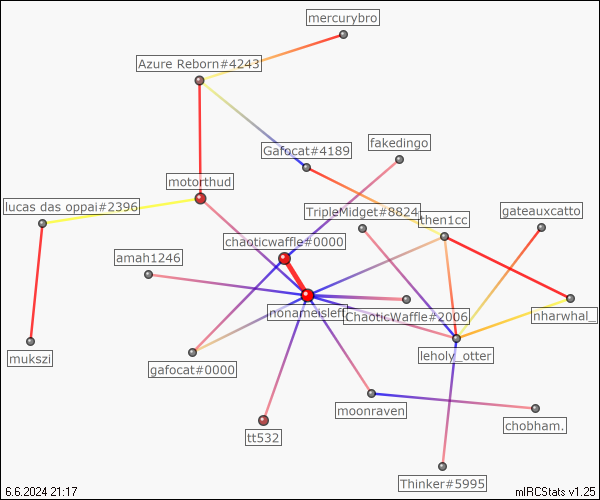 mercurybro
Azure Reborn#4243
fakedingo
Gafocat#4189
motorthud
lucas das oppai#2396
TripleMidget#8824
then1cc
gateauxcatto
chaoticwaffle#0000
amah1246
nonameisleft
ChaoticWaffle#2006
nharwhal_
mukszi
leholy_otter
gafocat#0000
moonraven
chobham.
tt532
Thinker#5995
6.6.2024 21:17
mIRCStats v1.25